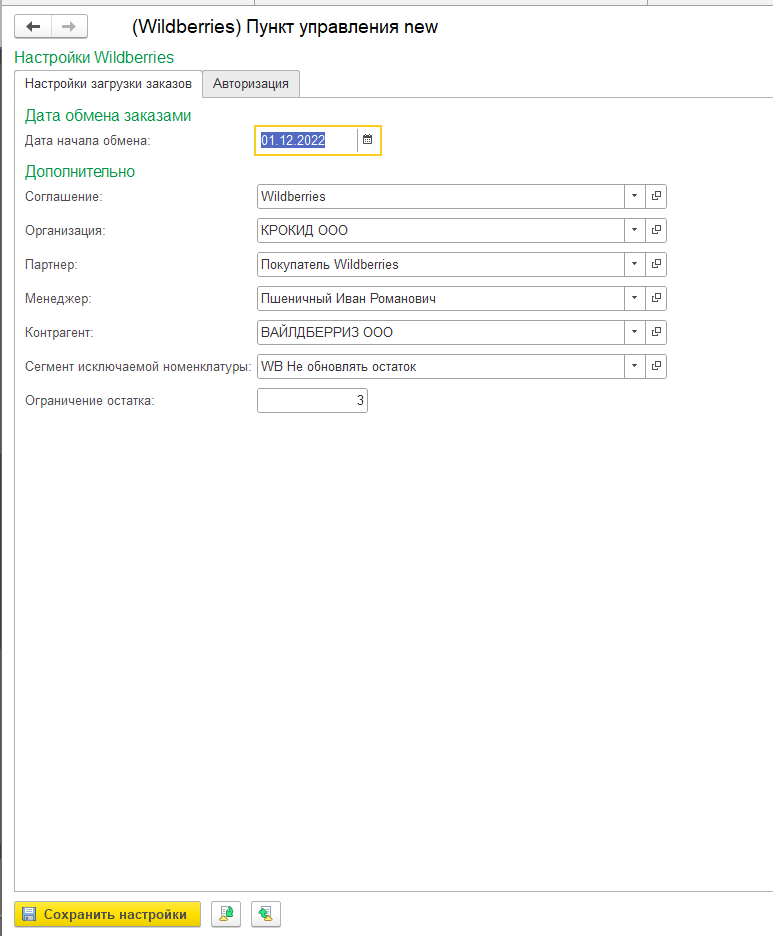 (Wildberries) Пункт управления new
Настройки Wildberries
Настройки загрузки заказов Авторизация
Дата обмена заказами
Дата начала обмена: 01.12.2022
Дополнительно
Соглашение: Wildberries
Организация: КРОКИД ООО
Партнер: Покупатель Wildberries
Менеджер: Пшеничный Иван Романович
Контрагент: ВАЙЛДБЕРРИЗ ООО
Сегмент исключаемой номенклатуры: WB Не обновлять остаток
Ограничение остатка: 3
Сохранить настройки